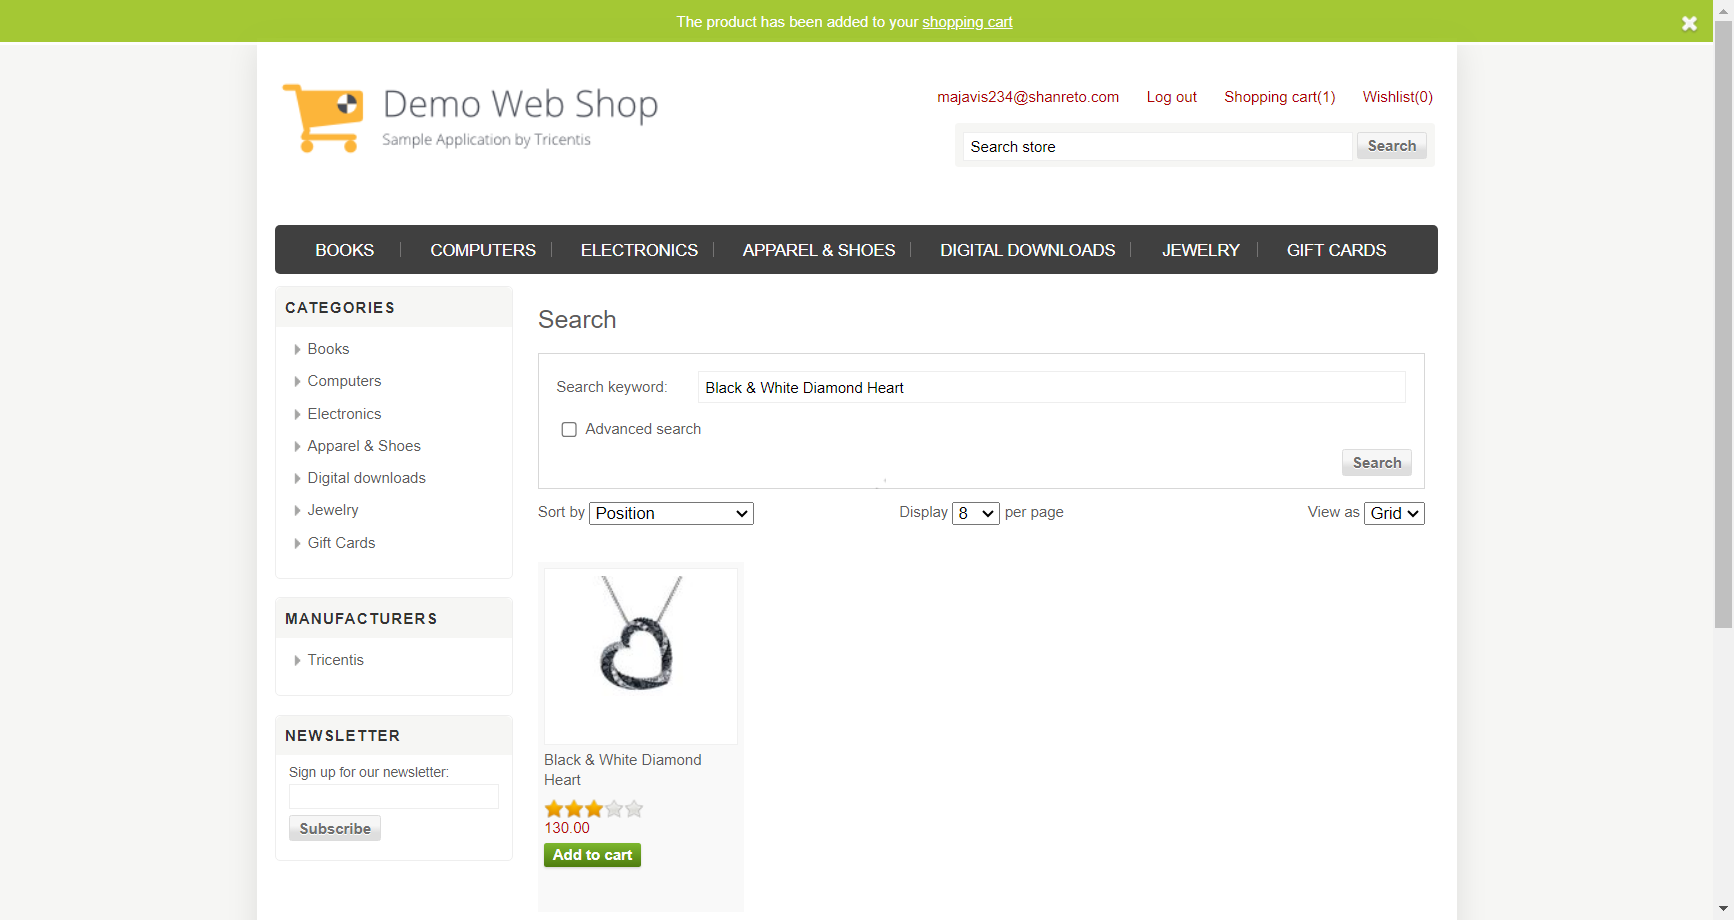 The product has been added to your shopping cart
Demo Web Shop
Sample Application by Tricentis
majavis234@shanreto.com Log out Shopping cart(1) Wishlist(0)
Search store Search
BOOKS COMPUTERS ELECTRONICS APPAREL & SHOES DIGITAL DOWNLOADS JEWELRY GIFT CARDS
CATEGORIES
Books
Computers
Electronics
Apparel & Shoes
Digital downloads
Jewelry
Gift Cards
MANUFACTURERS
Tricentis
NEWSLETTER
Sign up for our newsletter:
Subscribe
Search
Search keyword: Black & White Diamond Heart
Advanced search
Search
Sort by Position Display 8 per page View as Grid
Black & White Diamond
Heart
130.00
Add to cart